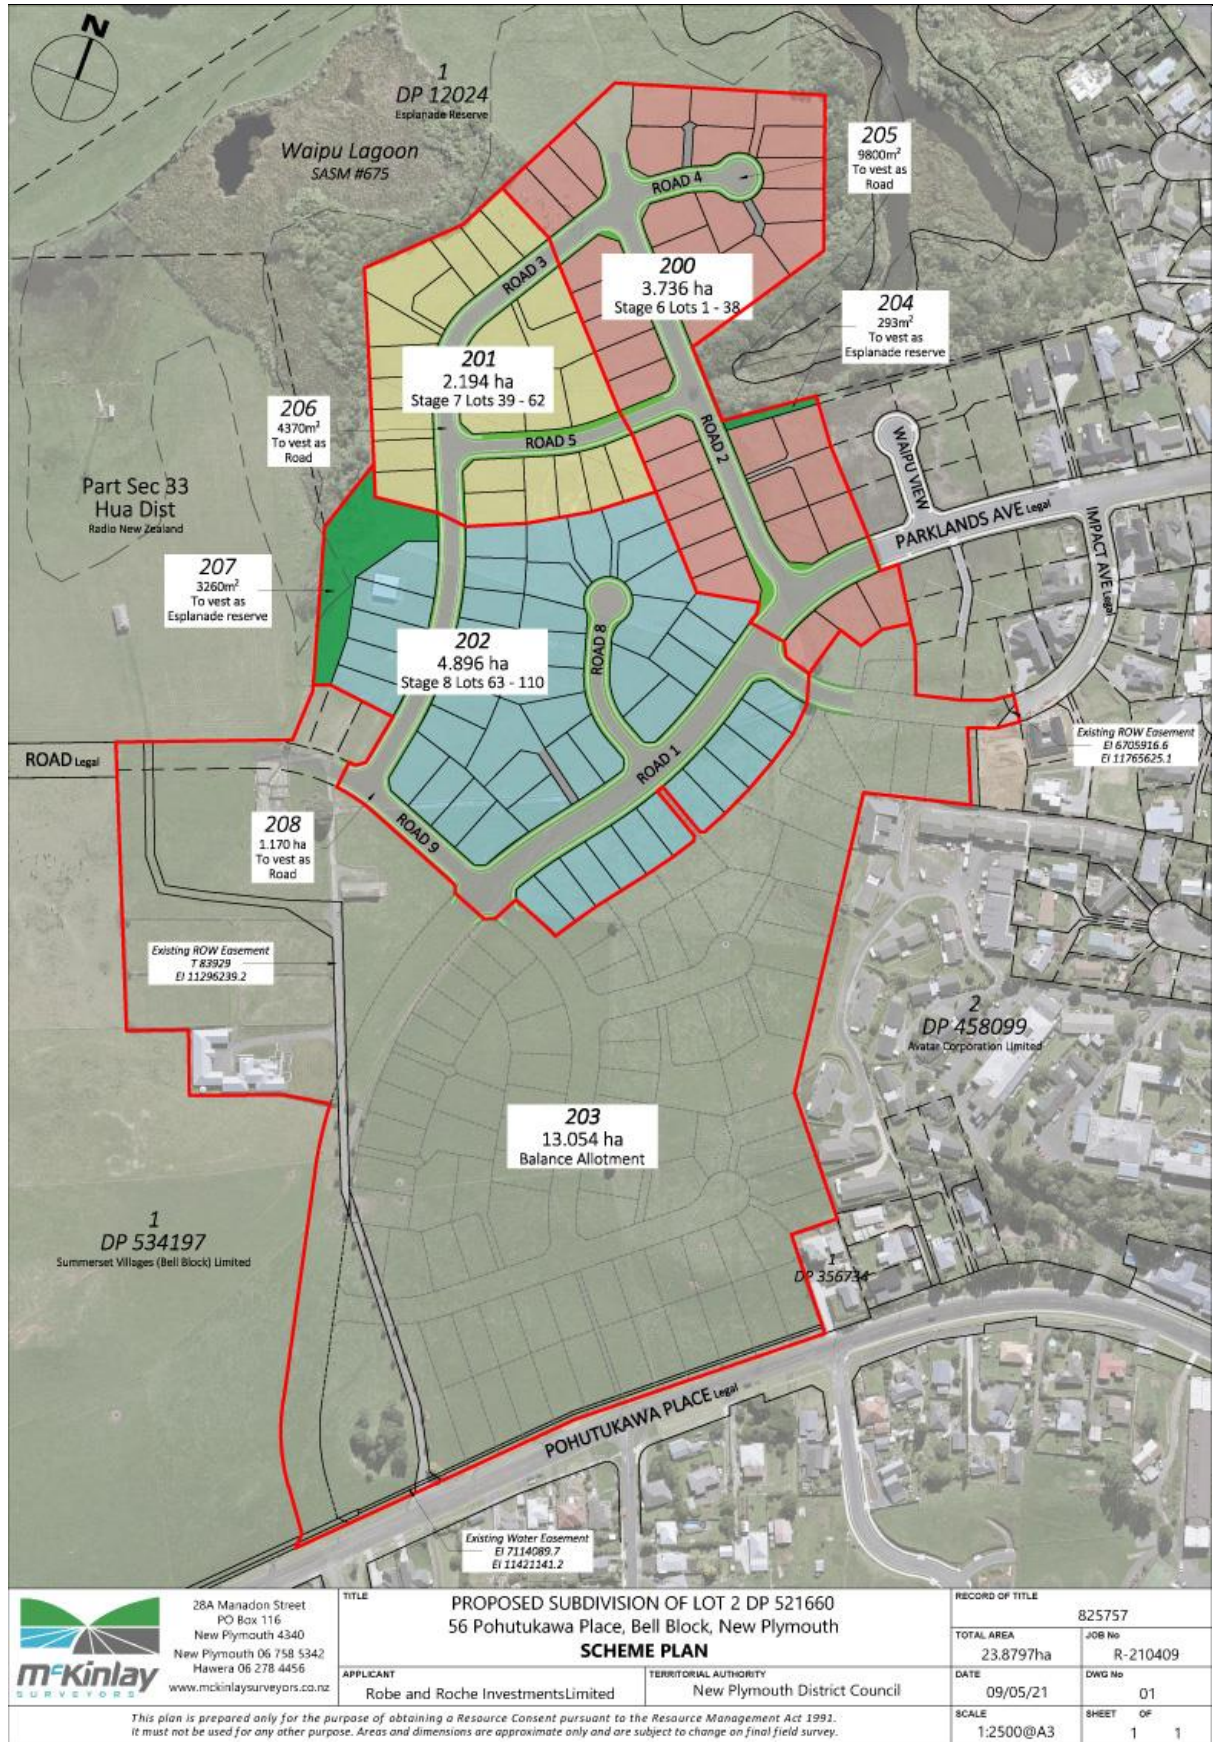 N
1
DP 12024
Esplanade Reserve
Waipu Lagoon
SASM #675
205
9800m²
To vest as
Road
ROAD 4
ROAD 3
200
3.736 ha
Stage 6 Lots 1 - 38
204
293m²
To vest as
Esplanade reserve
201
2.194 ha
Stage 7 Lots 39 - 62
206
4370m²
To vest as
Road
ROAD 5
ROAD 2
WAIPU VIEW
Part Sec 33
Hua Dist
Radio New Zealand
PARKLANDS AVE Legal
IMPACT AVE Legal
207
3260m²
To vest as
Esplanade reserve
202
4.896 ha
Stage 8 Lots 63 - 110
ROAD 8
ROAD Legal
Existing ROW Easement
EI 6705916.6
EI 11765625.1
ROAD 1
208
1.170 ha
To vest as
Road
ROAD 9
Existing ROW Easement
T 83929
EI 11296239.2
2
DP 458099
Avatar Corporation Limited
203
13.054 ha
Balance Allotment
1
DP 534197
Summerset Villages (Bell Block) Limited
1
DP 356734
POHUTUKAWA PLACE Legal
Existing Water Easement
EI 7114089.7
EI 11421141.2
McKinlay
SURVEYORS
28A Manadon Street
PO Box 116
New Plymouth 4340
New Plymouth 06 758 5342
Hawera 06 278 4456
www.mckinlaysurveyors.co.nz
TITLE
PROPOSED SUBDIVISION OF LOT 2 DP 521660
56 Pohutukawa Place, Bell Block, New Plymouth
SCHEME PLAN
APPLICANT
Robe and Roche InvestmentsLimited
TERRITORIAL AUTHORITY
New Plymouth District Council
RECORD OF TITLE
825757
TOTAL AREA
23.8797ha
JOB No
R-210409
DATE
09/05/21
DWG No
01
SCALE
1:2500@A3
SHEET OF
1 1
This plan is prepared only for the purpose of obtaining a Resource Consent pursuant to the Resource Management Act 1991.
It must not be used for any other purpose. Areas and dimensions are approximate only and are subject to change on final field survey.